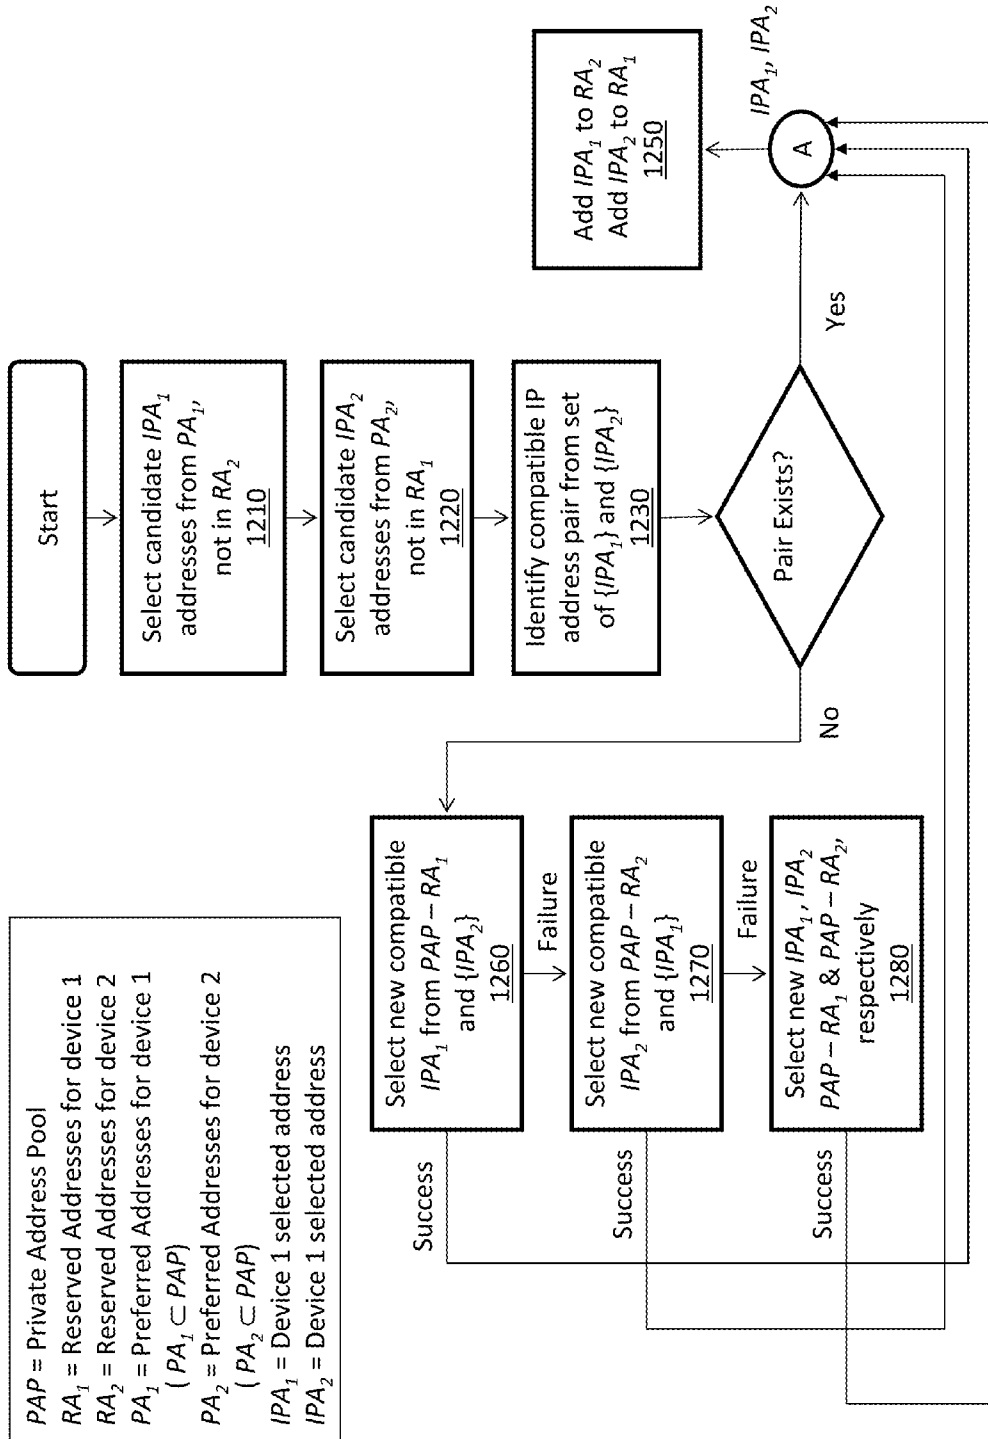 PAP = Private Address Pool
RA₁ = Reserved Addresses for device 1
RA₂ = Reserved Addresses for device 2
PA₁ = Preferred Addresses for device 1
( PA₁ ⊂ PAP)
PA₂ = Preferred Addresses for device 2
(PA₂ ⊂ PAP)
IPA₁ = Device 1 selected address
IPA₂ = Device 1 selected address
Start
Select candidate IPA₁
addresses from PA₁,
not in RA₂
1210
Select candidate IPA₂
addresses from PA₂,
not in RA₁
1220
Identify compatible IP
address pair from set
of {IPA₁} and {IPA₂}
1230
Pair Exists?
Yes
No
A
IPA₁, IPA₂
Add IPA₁ to RA₂
Add IPA₂ to RA₁
1250
Select new compatible
IPA₁ from PAP – RA₁
and {IPA₂}
1260
Success
Failure
Select new compatible
IPA₂ from PAP – RA₂
and {IPA₁}
1270
Success
Failure
Select new IPA₁, IPA₂
PAP – RA₁ & PAP – RA₂,
respectively
1280
Success